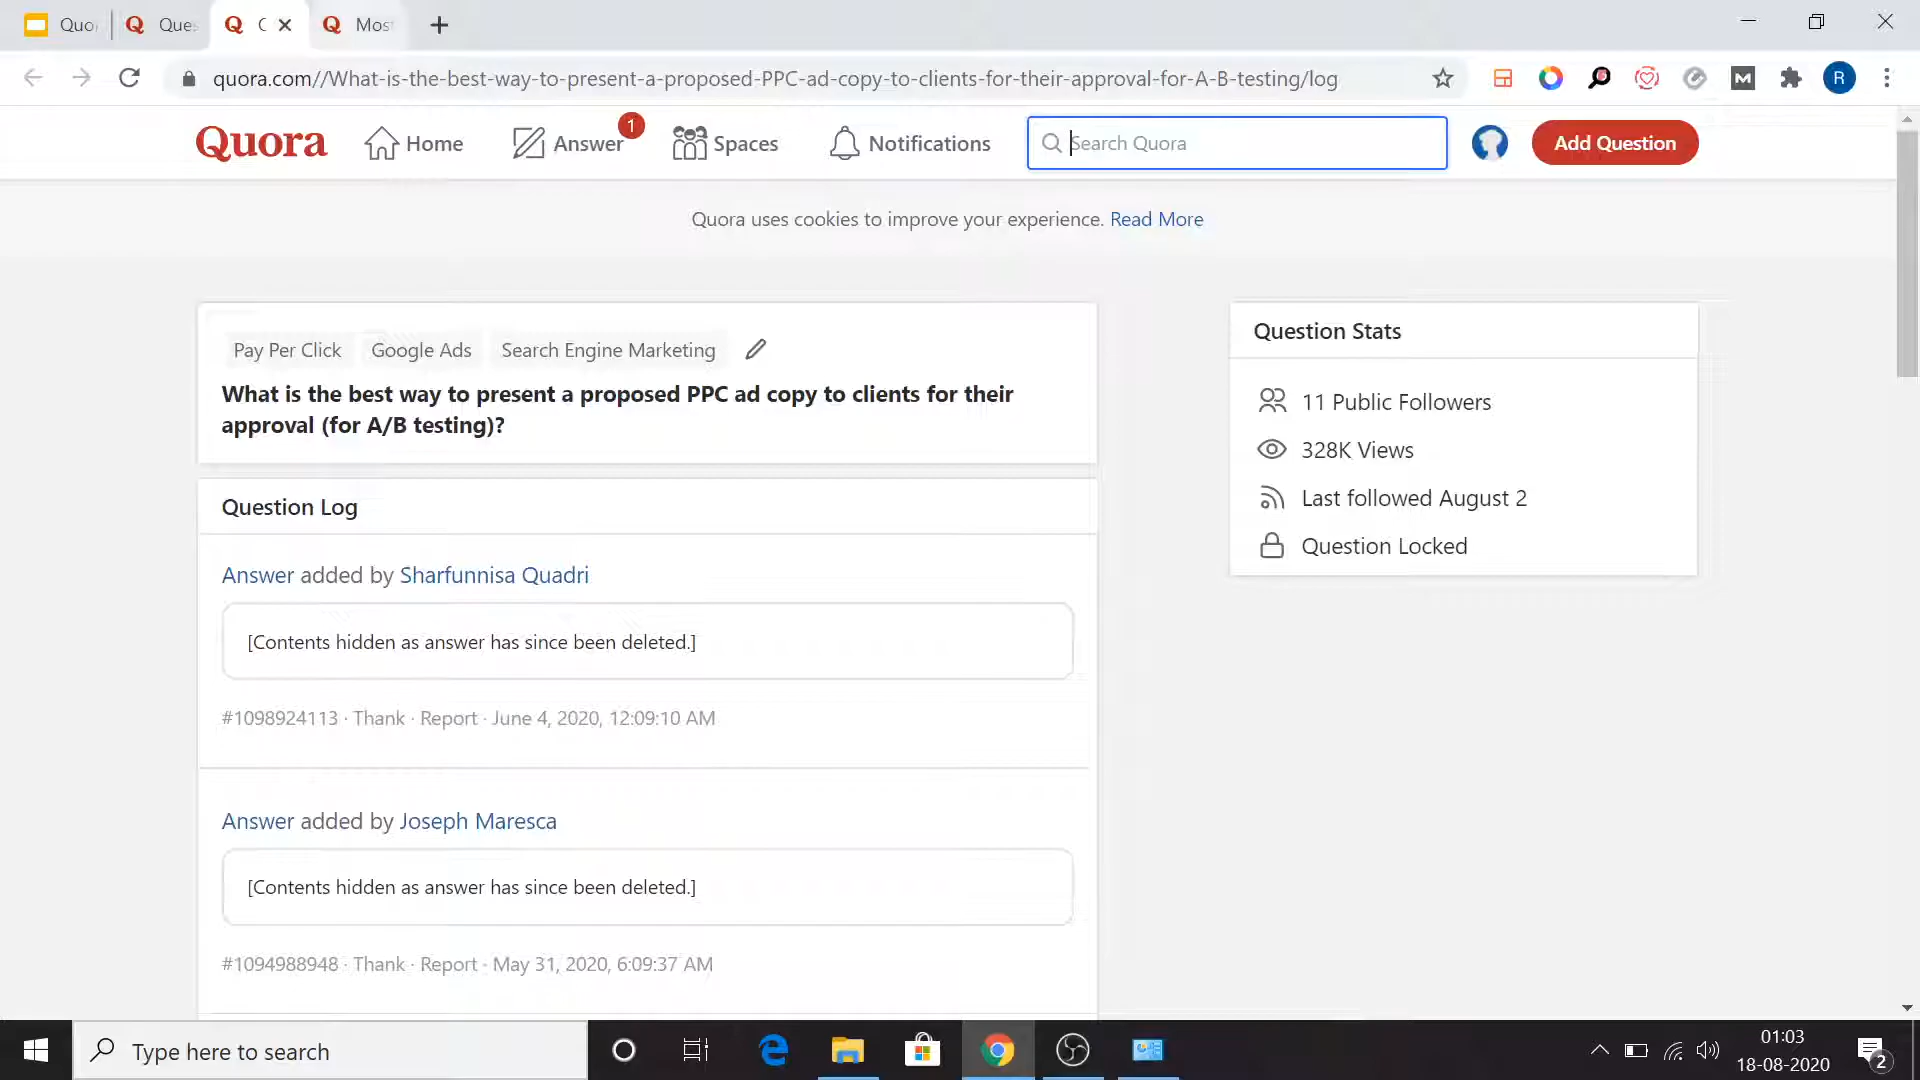 Quo
Ques
C
Most
quora.com//What-is-the-best-way-to-present-a-proposed-PPC-ad-copy-to-clients-for-their-approval-for-A-B-testing/log
R
Quora
Home
Answer
1
Spaces
Notifications
Search Quora
Add Question
Quora uses cookies to improve your experience. Read More
Pay Per Click Google Ads Search Engine Marketing
What is the best way to present a proposed PPC ad copy to clients for their
approval (for A/B testing)?
Question Log
Answer added by Sharfunnisa Quadri
[Contents hidden as answer has since been deleted.]
#1098924113 · Thank · Report · June 4, 2020, 12:09:10 AM
Answer added by Joseph Maresca
[Contents hidden as answer has since been deleted.]
#1094988948 · Thank · Report · May 31, 2020, 6:09:37 AM
Question Stats
11 Public Followers
328K Views
Last followed August 2
Question Locked
Type here to search
01:03
18-08-2020
2